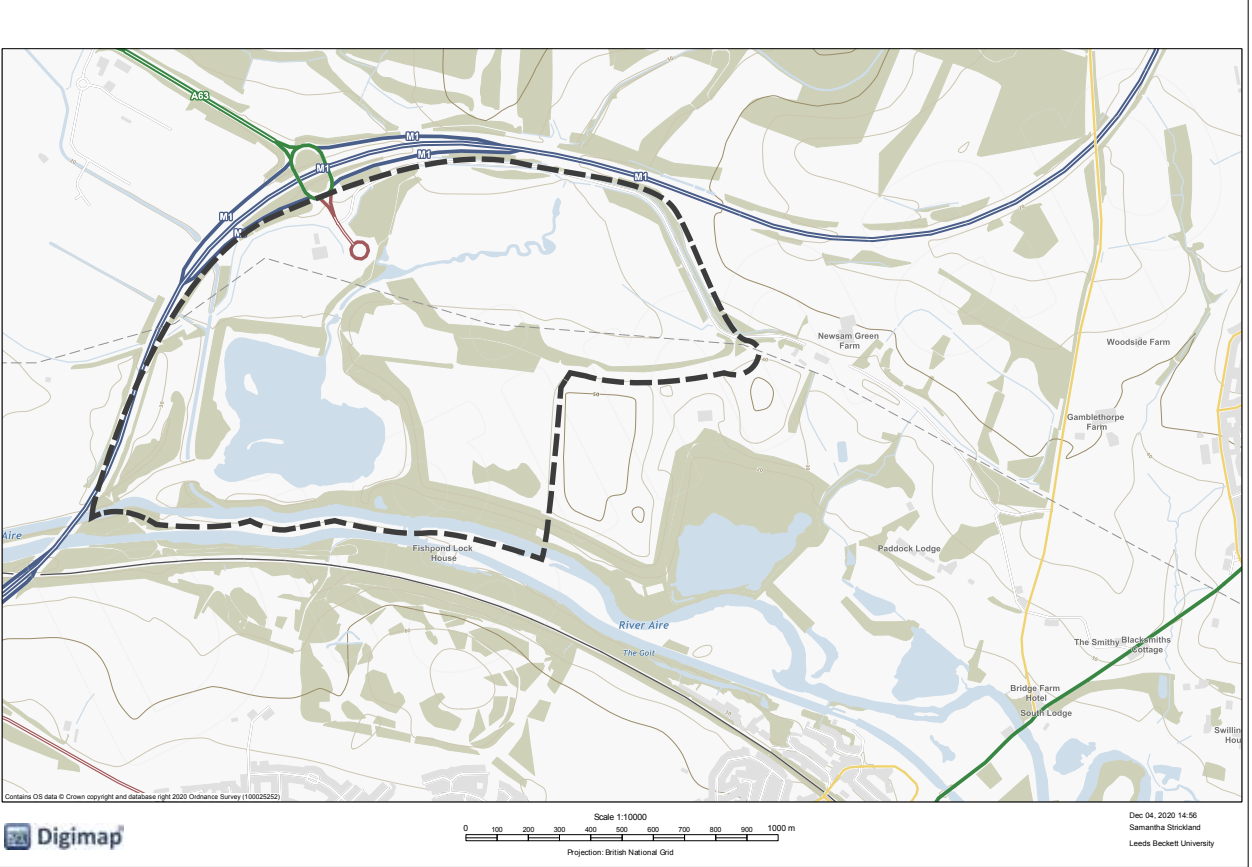 A63
M1
M1
M1
M1
M1
M
Newsam Green
Farm
Woodside Farm
Gamblethorpe
Farm
Aire
Fishpond Lock
House
Paddock Lodge
River Aire
The Goit
The Smithy
Blacksmiths
Cottage
Bridge Farm
Hotel
South Lodge
Swillin
Hou
Contains OS data © Crown copyright and database right 2020 Ordnance Survey (100025252)
Digimap
Scale 1:10000
0 100 200 300 400 500 600 700 800 900 1000 m
Projection: British National Grid
Dec 04, 2020 14:56
Samantha Strickland
Leeds Beckett University